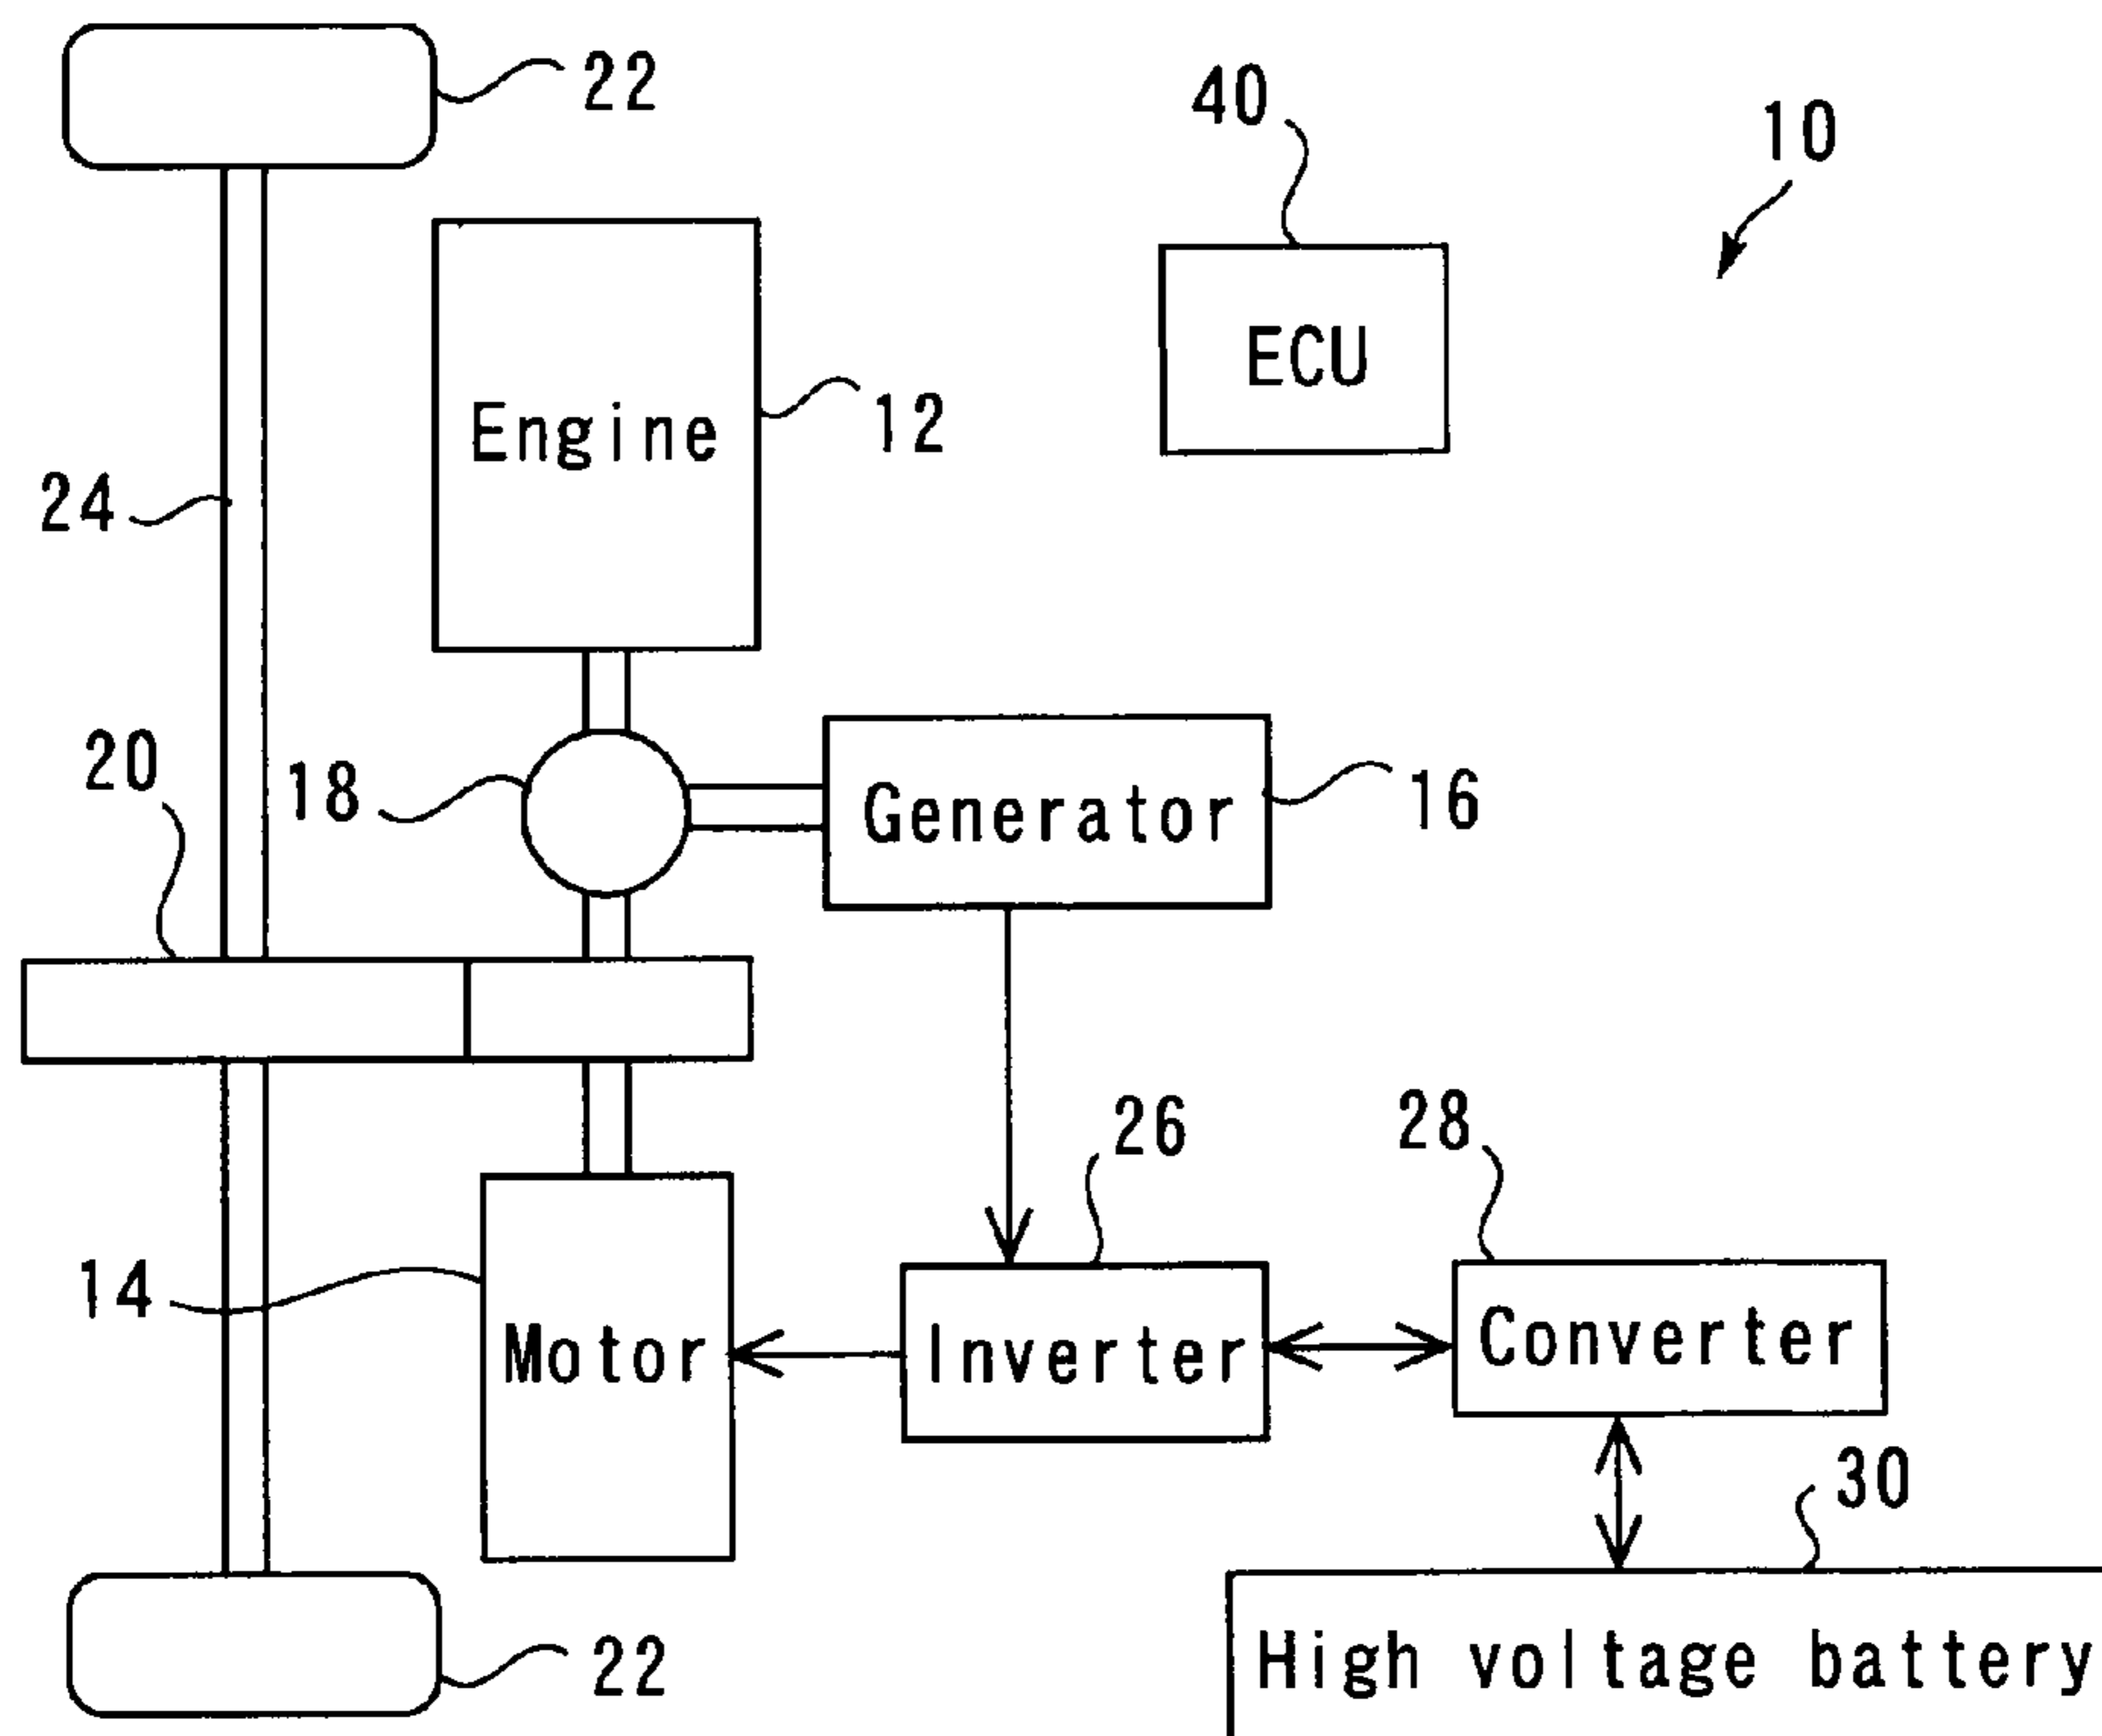 22
40
10
ECU
Engine
12
24
20
18
Generator
16
26
28
14
Motor
Inverter
Converter
30
22
High voltage battery